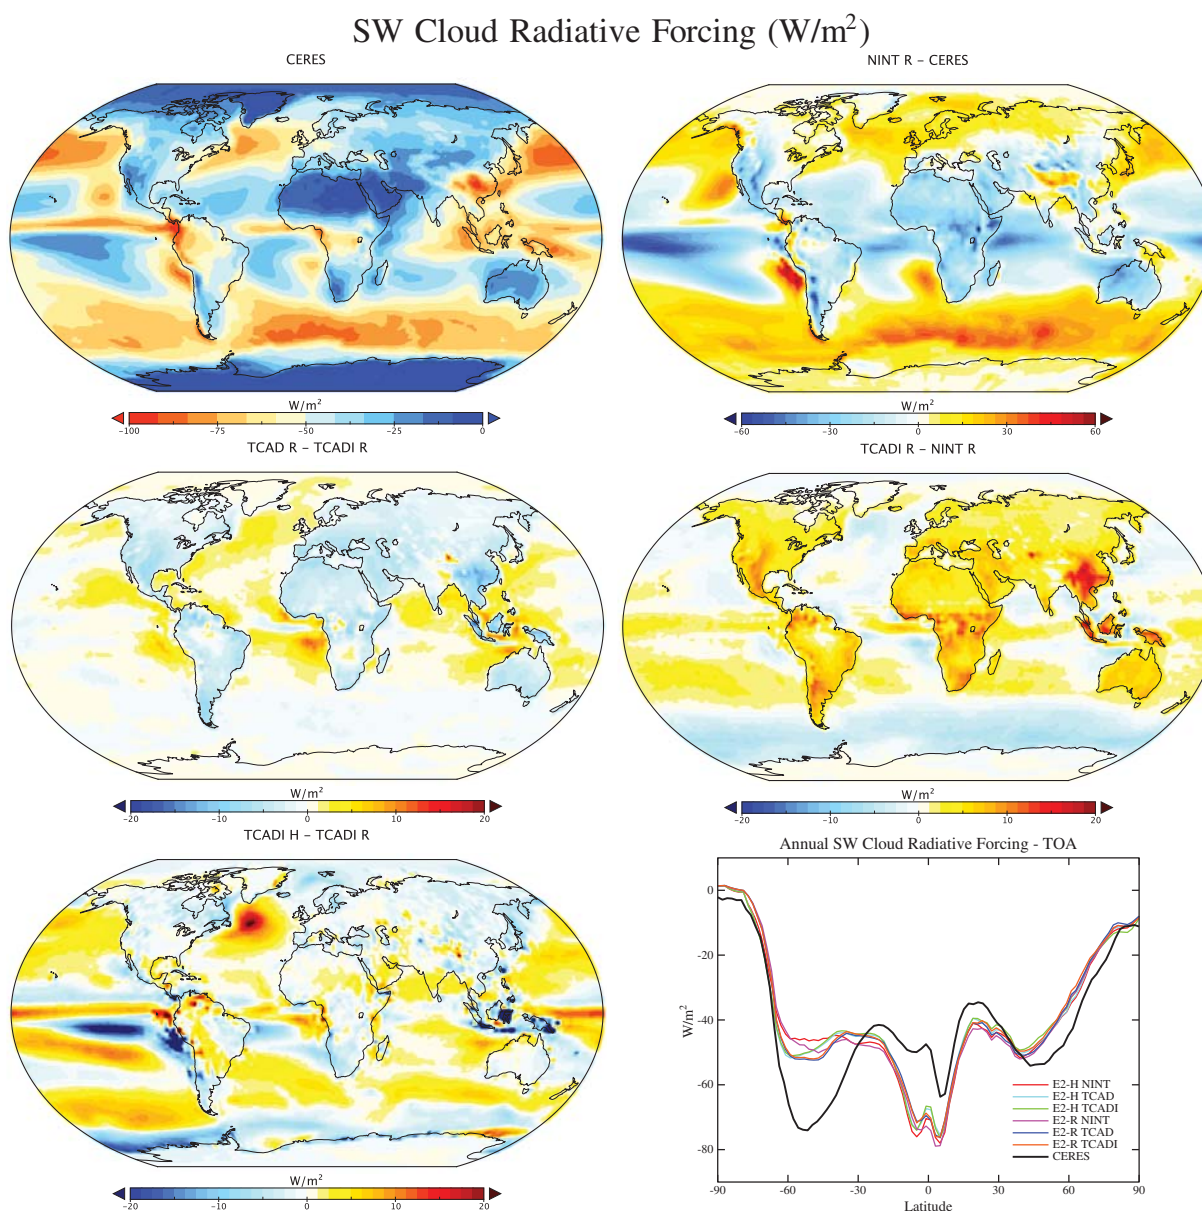 SW Cloud Radiative Forcing (W/m²)
CERES
NINT R – CERES
W/m²
−100 −75 −50 −25 0
W/m²
−60 −30 0 30 60
TCAD R – TCADI R
TCADI R – NINT R
W/m²
−20 −10 0 10 20
W/m²
−20 −10 0 10 20
TCADI H – TCADI R
W/m²
−20 −10 0 10 20
Annual SW Cloud Radiative Forcing - TOA
0
-20
-40
-60
-80
W/m²
E2-H NINT
E2-H TCAD
E2-H TCADI
E2-R NINT
E2-R TCAD
E2-R TCADI
CERES
-90 -60 -30 0 30 60 90
Latitude